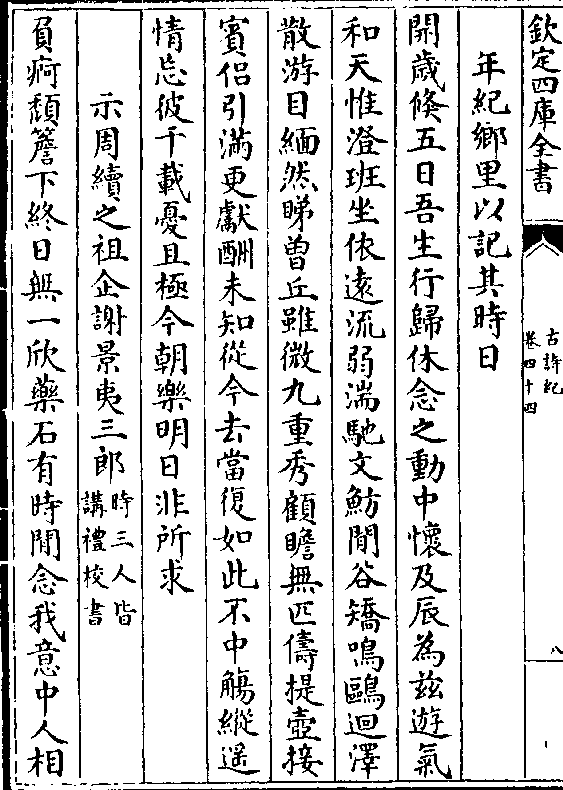 欽定四庫全書
古詩紀
卷四十四
八
年紀鄉里以記其時日
開歲倐五日吾生行歸休念之動中懷及辰為兹遊氣
和天惟澄班坐依遠流弱湍馳文魴閒谷矯鳴鷗迴澤
散游目緬然睇曽丘雖微九重秀顧瞻無匹儔提壺接
賓侣引滿更獻酬未知從今去當復如此不中觴縱遥
情忘彼千載憂且極今朝樂明日非所求
示周續之祖企謝景夷三郎時三人皆
講禮校書
負痾頽簷下終日無一欣藥石有時閒念我意中人相